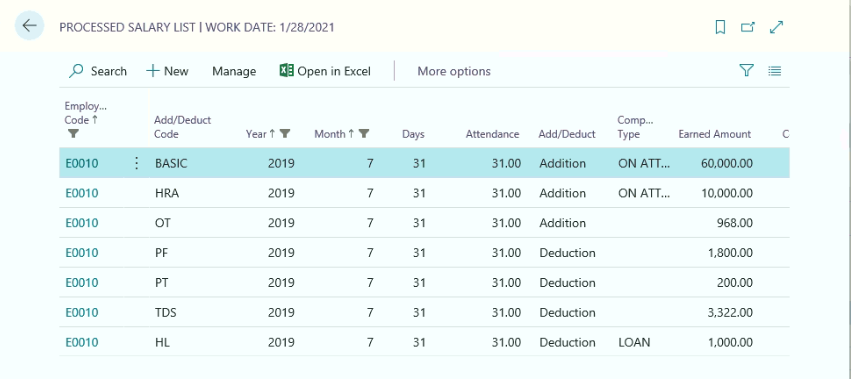 PROCESSED SALARY LIST | WORK DATE: 1/28/2021
Search New Manage Open in Excel More options
Employ... Code ↑ Add/Deduct Code Year ↑ Month ↑ Days Attendance Add/Deduct Comp... Type Earned Amount C
E0010 BASIC 2019 7 31 31.00 Addition ON ATT... 60,000.00
E0010 HRA 2019 7 31 31.00 Addition ON ATT... 10,000.00
E0010 OT 2019 7 31 31.00 Addition 968.00
E0010 PF 2019 7 31 31.00 Deduction 1,800.00
E0010 PT 2019 7 31 31.00 Deduction 200.00
E0010 TDS 2019 7 31 31.00 Deduction 3,322.00
E0010 HL 2019 7 31 31.00 Deduction LOAN 1,000.00